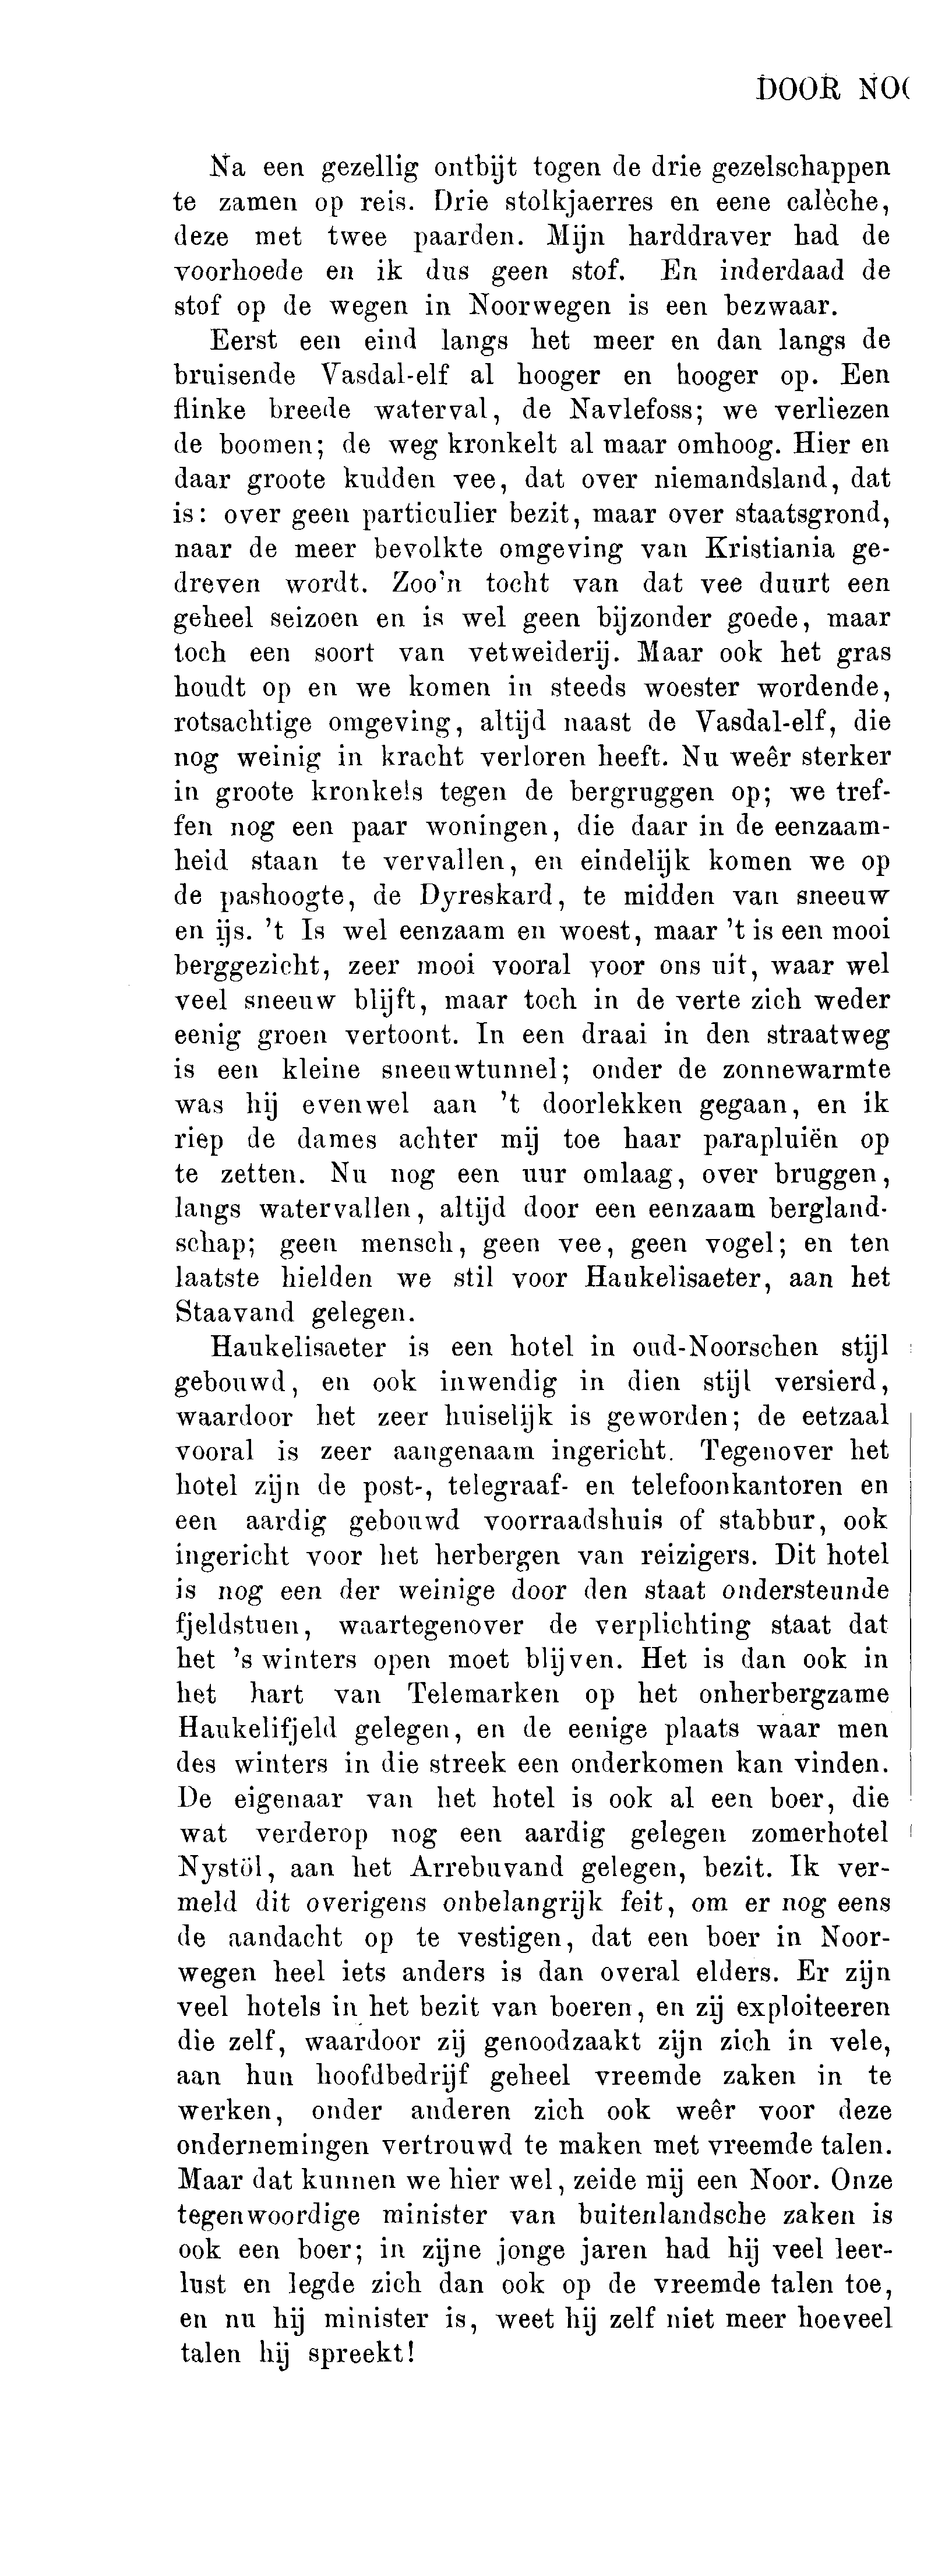 DOOR NO
Na een gezellig ontbijt togen de drie gezelschappen
te zamen op reis. Drie stolkjaerres en eene calèche,
deze met twee paarden. Mijn harddraver had de
voorhoede en ik dus geen stof. En inderdaad de
stof op de wegen in Noorwegen is een bezwaar.
Eerst een eind langs het meer en dan langs de
bruisende Vasdal-elf al hooger en hooger op. Een
flinke breede waterval, de Navlefoss; we verliezen
de boomen; de weg kronkelt al maar omhoog. Hier en
daar groote kudden vee, dat over niemandsland, dat
is: over geen particulier bezit, maar over staatsgrond,
naar de meer bevolkte omgeving van Kristiania ge-
dreven wordt. Zoo'n tocht van dat vee duurt een
geheel seizoen en is wel geen bijzonder goede, maar
toch een soort van vetweiderij. Maar ook het gras
houdt op en we komen in steeds woester wordende,
rotsachtige omgeving, altijd naast de Vasdal-elf, die
nog weinig in kracht verloren heeft. Nu weêr sterker
in groote kronkels tegen de bergruggen op; we tref-
fen nog een paar woningen, die daar in de eenzaam-
heid staan te vervallen, en eindelijk komen we op
de pashoogte, de Dyreskard, te midden van sneeuw
en ijs. 't Is wel eenzaam en woest, maar 't is een mooi
berggezicht, zeer mooi vooral voor ons uit, waar wel
veel sneeuw blijft, maar toch in de verte zich weder
eenig groen vertoont. In een draai in den straatweg
is een kleine sneeuwtunnel; onder de zonnewarmte
was hij evenwel aan 't doorlekken gegaan, en ik
riep de dames achter mij toe haar parapluiën op
te zetten. Nu nog een uur omlaag, over bruggen,
langs watervallen, altijd door een eenzaam bergland-
schap; geen mensch, geen vee, geen vogel; en ten
laatste hielden we stil voor Haukelisaeter, aan het
Staavand gelegen.
Haukelisaeter is een hotel in oud-Noorschen stijl
gebouwd, en ook inwendig in dien stijl versierd,
waardoor het zeer huiselijk is geworden; de eetzaal
vooral is zeer aangenaam ingericht. Tegenover het
hotel zijn de post-, telegraaf- en telefoonkantoren en
een aardig gebouwd voorraadshuis of stabbur, ook
ingericht voor het herbergen van reizigers. Dit hotel
is nog een der weinige door den staat ondersteunde
fjeldstuen, waartegenover de verplichting staat dat
het 's winters open moet blijven. Het is dan ook in
het hart van Telemarken op het onherbergzame
Haukelifjeld gelegen, en de eenige plaats waar men
des winters in die streek een onderkomen kan vinden.
De eigenaar van het hotel is ook al een boer, die
wat verderop nog een aardig gelegen zomerhotel
Nystöl, aan het Arrebuvand gelegen, bezit. Ik ver-
meld dit overigens onbelangrijk feit, om er nog eens
de aandacht op te vestigen, dat een boer in Noor-
wegen heel iets anders is dan overal elders. Er zijn
veel hotels in het bezit van boeren, en zij exploiteeren
die zelf, waardoor zij genoodzaakt zijn zich in vele,
aan hun hoofdbedrijf geheel vreemde zaken in te
werken, onder anderen zich ook weêr voor deze
ondernemingen vertrouwd te maken met vreemde talen.
Maar dat kunnen we hier wel, zeide mij een Noor. Onze
tegenwoordige minister van buitenlandsche zaken is
ook een boer; in zijne jonge jaren had hij veel leer-
lust en legde zich dan ook op de vreemde talen toe,
en nu hij minister is, weet hij zelf niet meer hoeveel
talen hij spreekt!